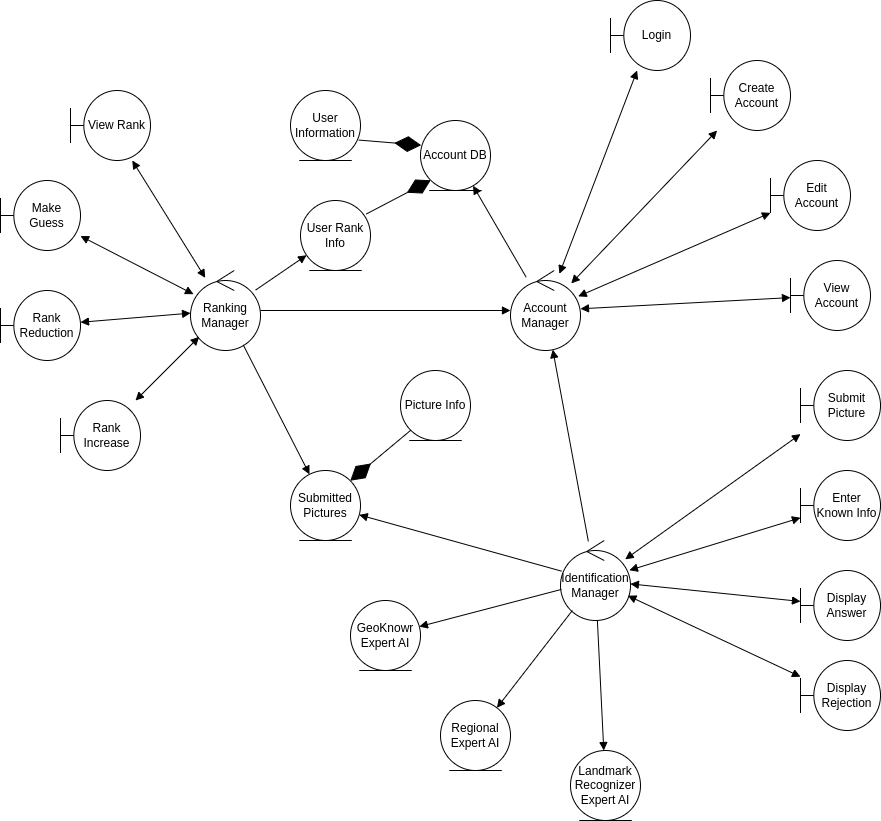 Login
Create
Account
User
Information
View Rank
Account DB
Edit
Account
Make
Guess
User Rank
Info
View
Account
Ranking
Manager
Account
Manager
Rank
Reduction
Picture Info
Submit
Picture
Rank
Increase
Submitted
Pictures
Enter
Known Info
Identification
Manager
Display
Answer
GeoKnowr
Expert AI
Display
Rejection
Regional
Expert AI
Landmark
Recognizer
Expert AI